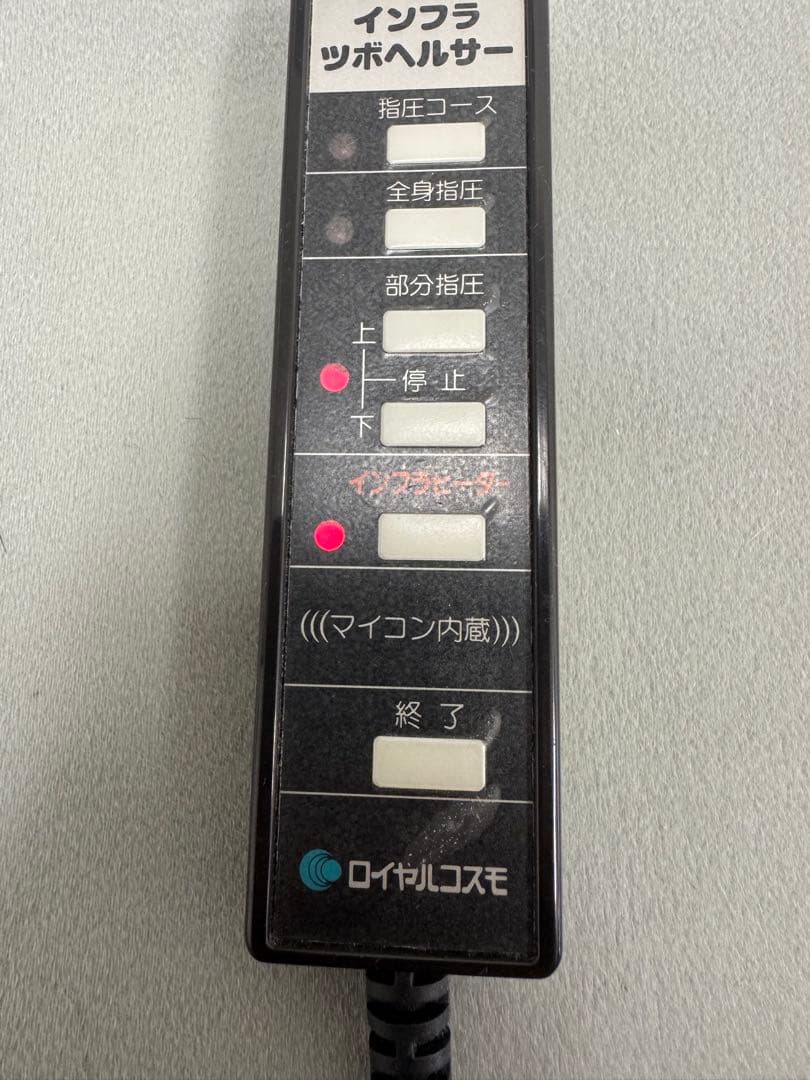 インフラ
ツボヘルサー
指圧コース
全身指圧
部分指圧
上
停止
下
インフラヒーター
(((マイコン内蔵)))
終了
ロイヤルコスモ